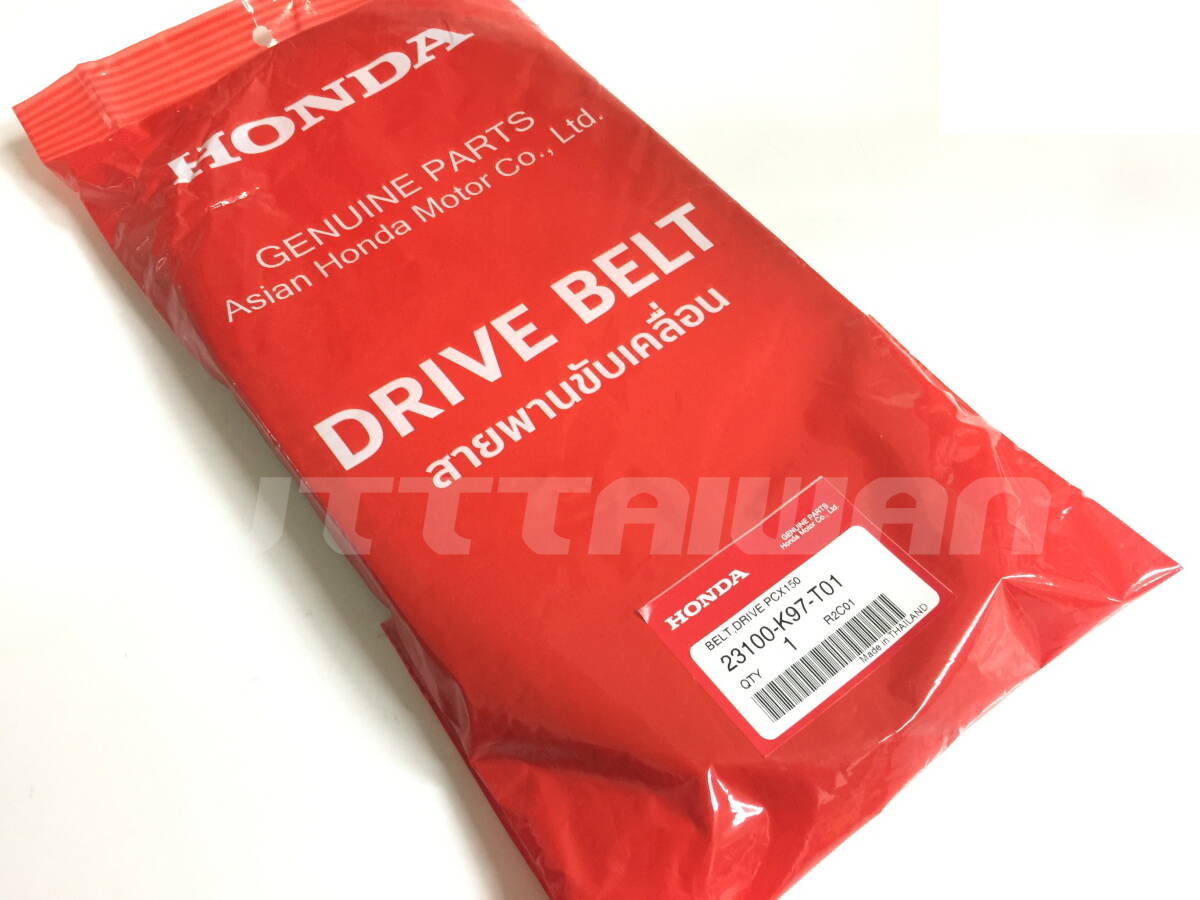 HONDA
GENUINE PARTS
Asian Honda Motor Co., Ltd.
DRIVE BELT
สายพานขับเคลื่อน
JTTTAIWAN
HONDA
GENUINE PARTS
Honda Motor Co., Ltd.
BELT,DRIVE PCX150
23100-K97-T01
QTY 1 R2C01
Made in THAILAND